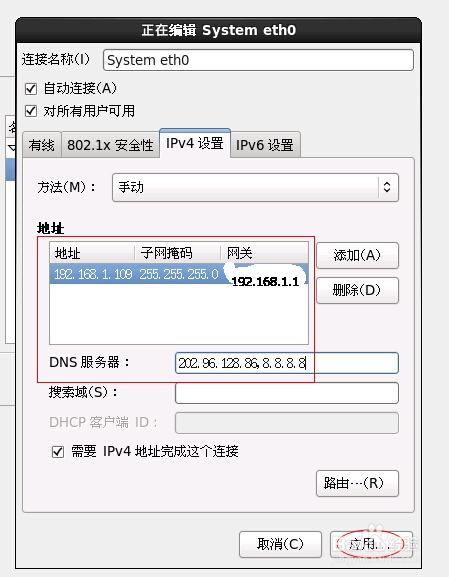 正在编辑 System eth0
连接名称(I) System eth0
自动连接(A)
对所有用户可用
有线 802.1x 安全性 IPv4 设置 IPv6 设置
方法(M)： 手动
地址
地址 子网掩码 网关
192.168.1.109 255.255.255.0 192.168.1.1
添加(A)
删除(D)
DNS 服务器： 202.96.128.86,8.8.8.8
搜索域(S)：
DHCP 客户端 ID：
需要 IPv4 地址完成这个连接
路由…(R)
取消(C) 应用...